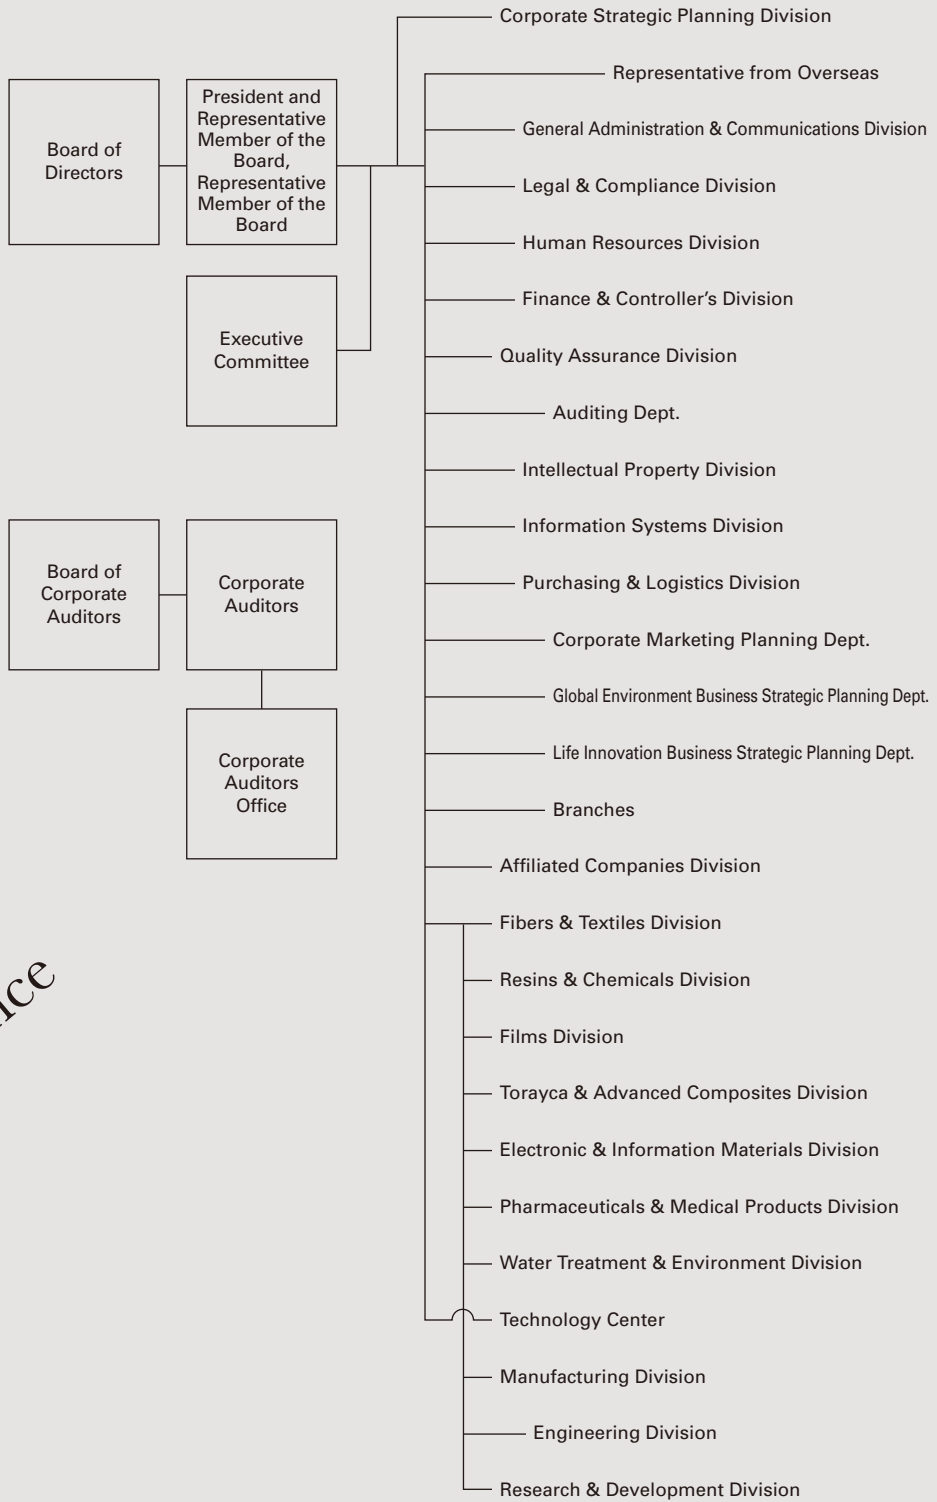 Corporate Strategic Planning Division
Representative from Overseas
General Administration & Communications Division
Board of
Directors
President and
Representative
Member of the
Board,
Representative
Member of the
Board
Legal & Compliance Division
Human Resources Division
Finance & Controller's Division
Executive
Committee
Quality Assurance Division
Auditing Dept.
Intellectual Property Division
Information Systems Division
Board of
Corporate
Auditors
Corporate
Auditors
Purchasing & Logistics Division
Corporate Marketing Planning Dept.
Global Environment Business Strategic Planning Dept.
Life Innovation Business Strategic Planning Dept.
Corporate
Auditors
Office
Branches
Affiliated Companies Division
Fibers & Textiles Division
Resins & Chemicals Division
Films Division
Torayca & Advanced Composites Division
Electronic & Information Materials Division
Pharmaceuticals & Medical Products Division
Water Treatment & Environment Division
Technology Center
Manufacturing Division
Engineering Division
Research & Development Division